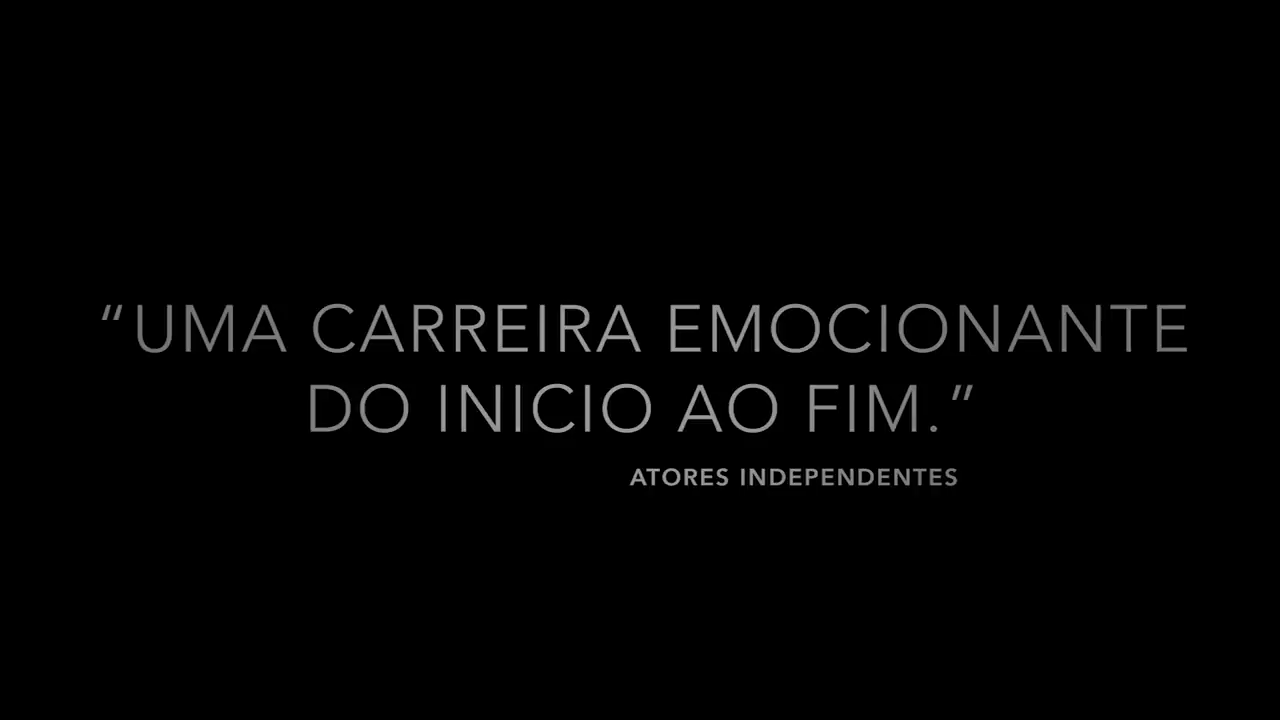 “UMA CARREIRA EMOCIONANTE
DO INICIO AO FIM.”
ATORES INDEPENDENTES